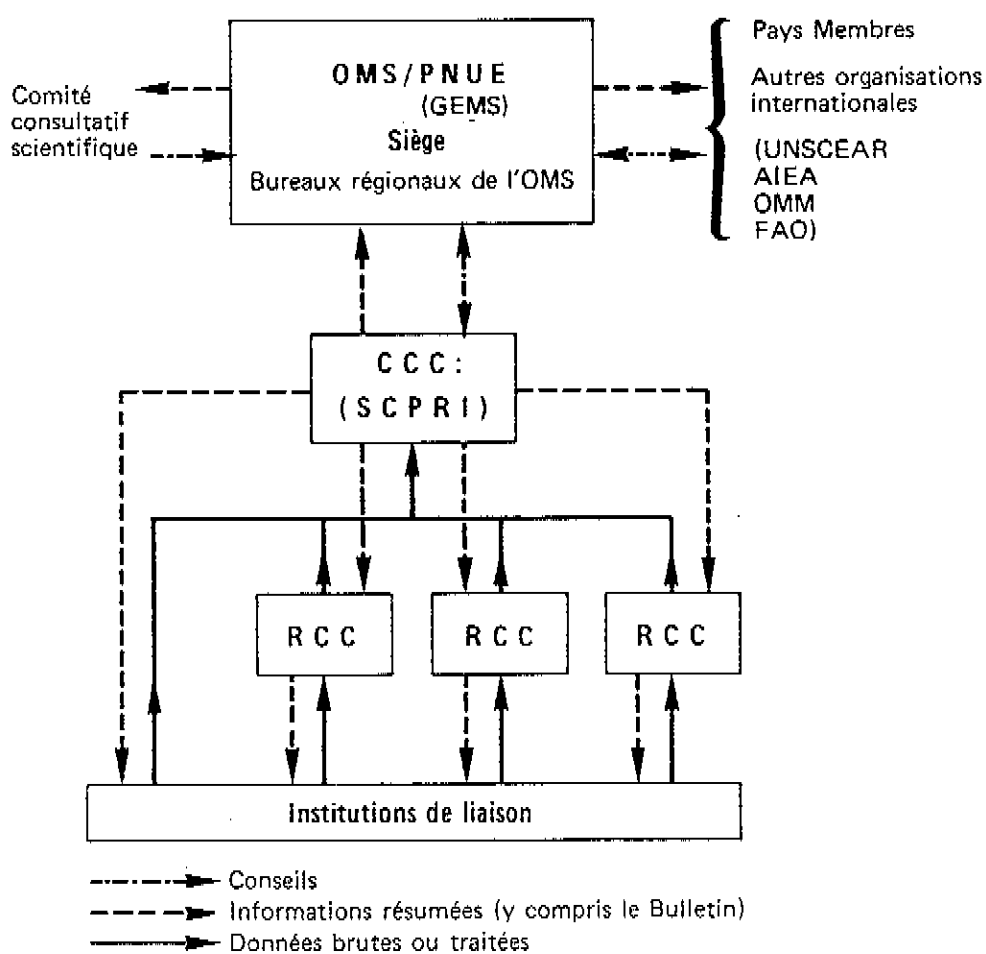 OMS/PNUE
(GEMS)
Siège
Bureaux régionaux de l'OMS
Comité
consultatif
scientifique
Pays Membres
Autres organisations
internationales
(UNSCEAR
AIEA
OMM
FAO)
CCC:
(SCPRI)
RCC
RCC
RCC
Institutions de liaison
Conseils
Informations résumées (y compris le Bulletin)
Données brutes ou traitées